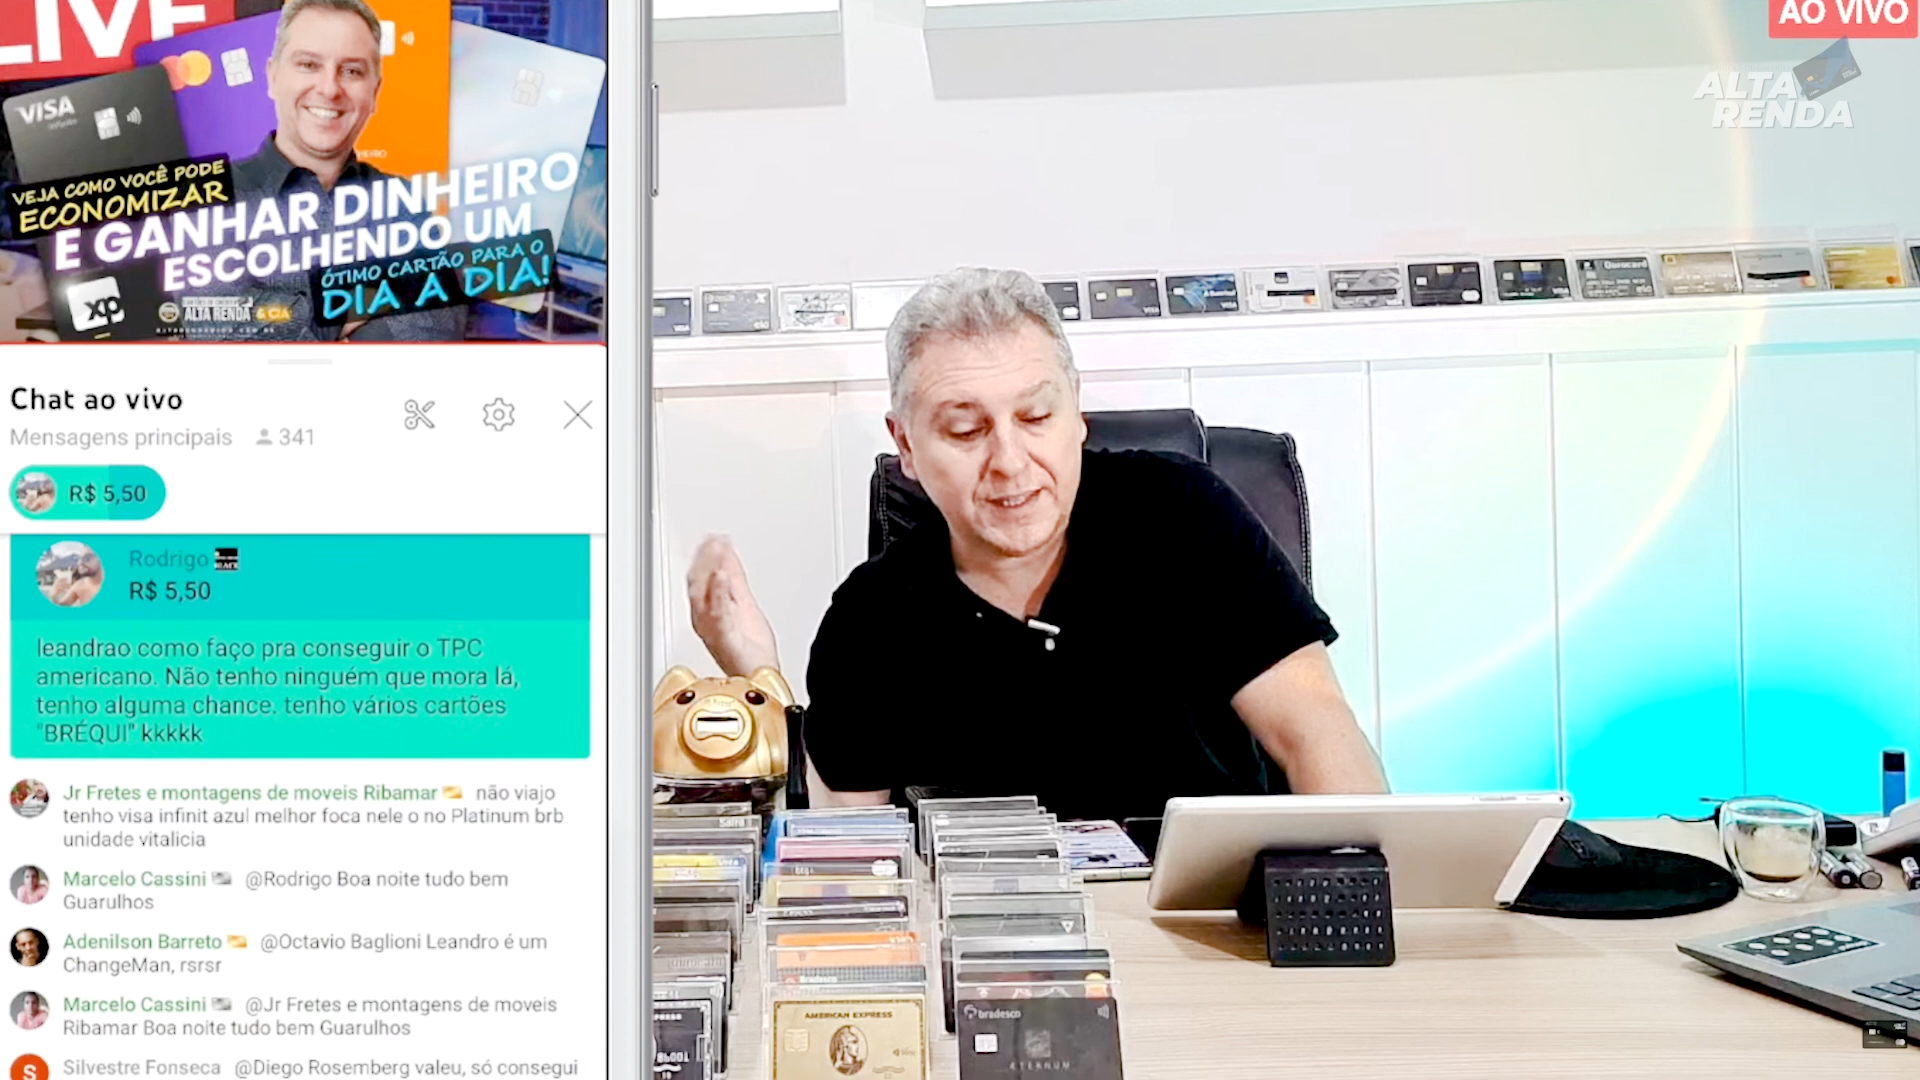 LIVE
VISA
VEJA COMO VOCÊ PODE
ECONOMIZAR
E GANHAR DINHEIRO
ESCOLHENDO UM
ÓTIMO CARTÃO PARA O
DIA A DIA!
xp
ALTA RENDA & CIA
Chat ao vivo
Mensagens principais 341
R$ 5,50
Rodrigo
R$ 5,50
leandrao como faço pra conseguir o TPC
americano. Não tenho ninguém que mora lá,
tenho alguma chance. tenho vários cartões
"BRÉQUI" kkkkk
Jr Fretes e montagens de moveis Ribamar não viajo
tenho visa infinit azul melhor foca nele o no Platinum brb
unidade vitalicia
Marcelo Cassini @Rodrigo Boa noite tudo bem
Guarulhos
Adenilson Barreto @Octavio Baglioni Leandro é um
ChangeMan, rsrsr
Marcelo Cassini @Jr Fretes e montagens de moveis
Ribamar Boa noite tudo bem Guarulhos
S
Silvestre Fonseca @Diego Rosemberg valeu, só consegui
AO VIVO
ALTA
RENDA
AMERICAN EXPRESS
bradesco
ÆTERNUM